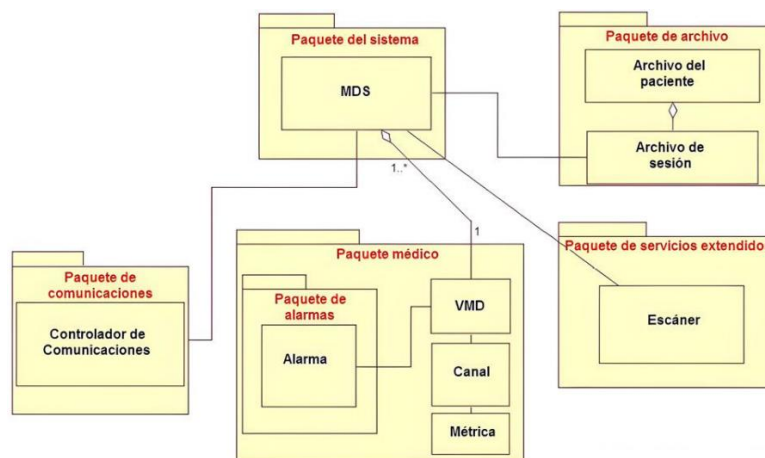 Paquete del sistema
MDS
Paquete de archivo
Archivo del
paciente
Archivo de
sesión
1..*
1
Paquete de
comunicaciones
Controlador de
Comunicaciones
Paquete médico
Paquete de
alarmas
Alarma
VMD
Canal
Métrica
Paquete de servicios extendido
Escáner